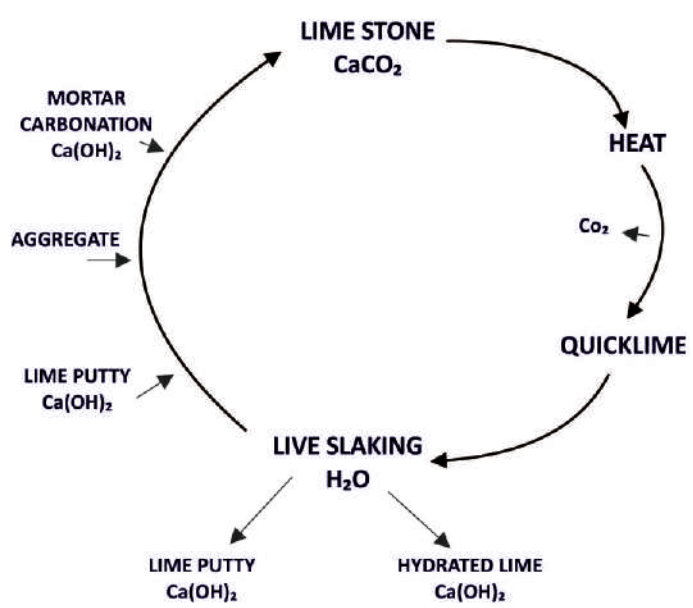 LIME STONE
CaCO₂
HEAT
Co₂
QUICKLIME
LIVE SLAKING
H₂O
LIME PUTTY
Ca(OH)₂
HYDRATED LIME
Ca(OH)₂
LIME PUTTY
Ca(OH)₂
AGGREGATE
MORTAR
CARBONATION
Ca(OH)₂